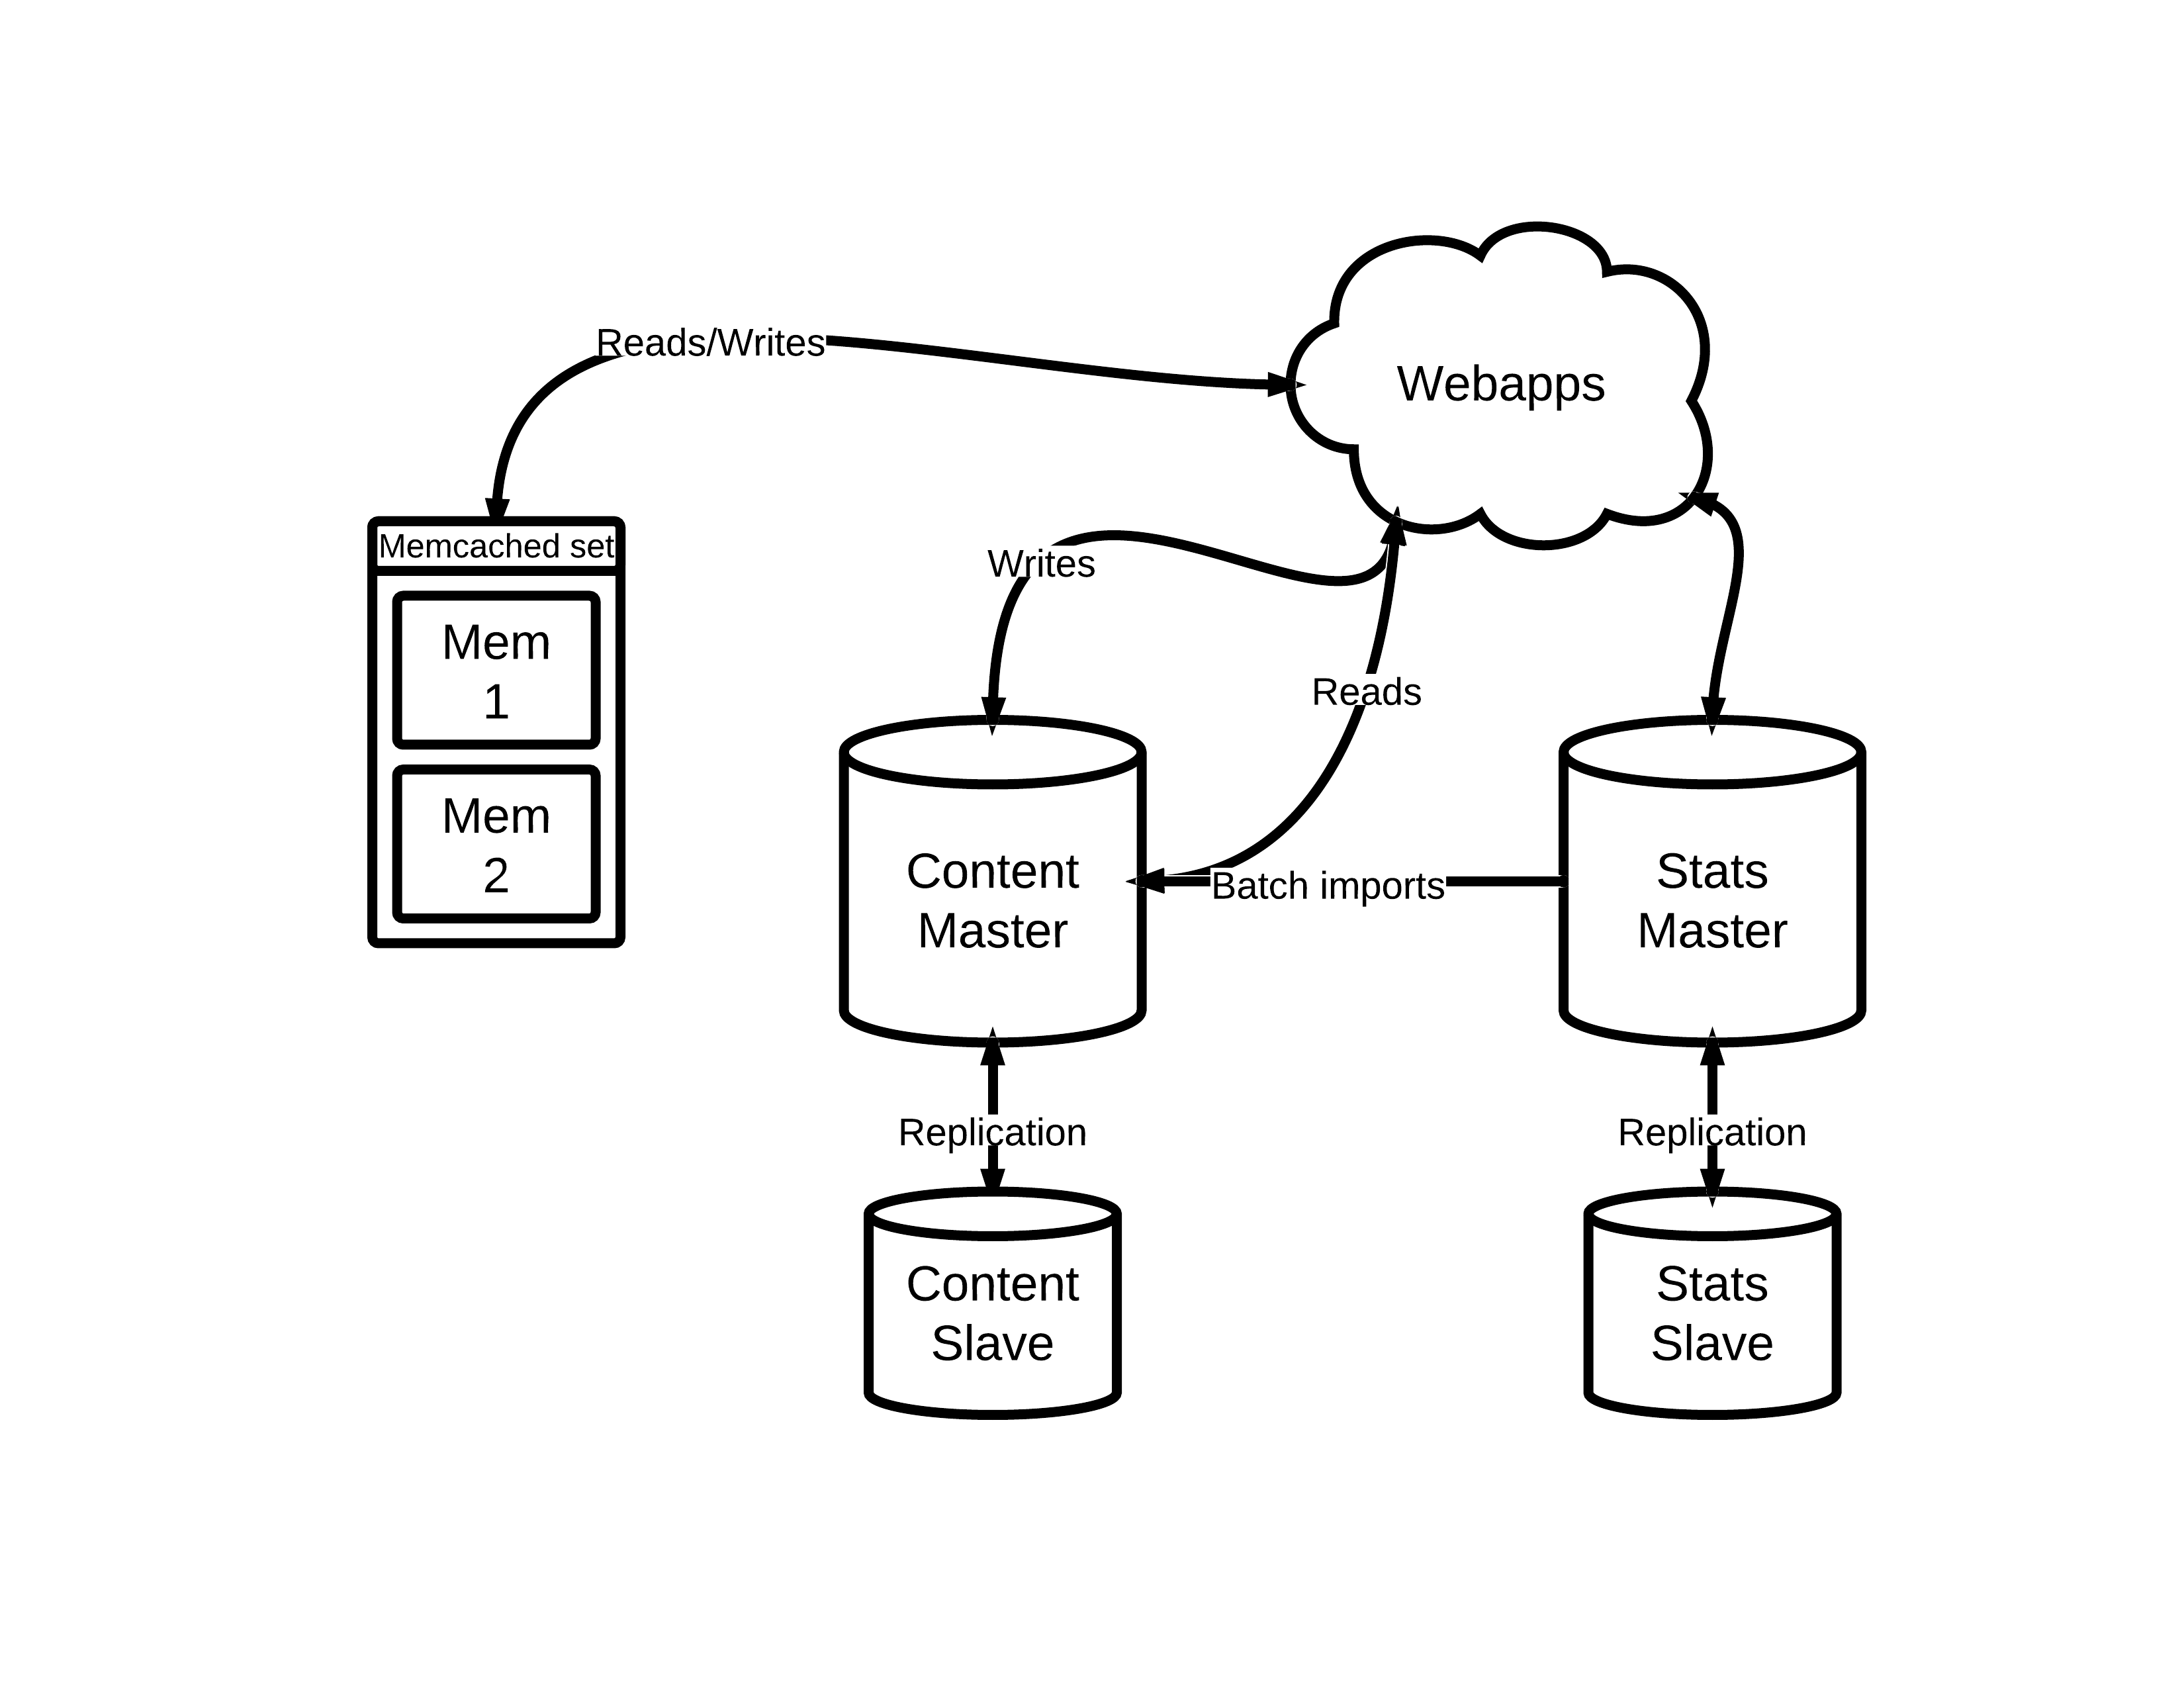 Reads/Writes
Webapps
Memcached set
Writes
Mem
1
Reads
Mem
2
Content
Master
Batch imports
Stats
Master
Replication
Replication
Content
Slave
Stats
Slave